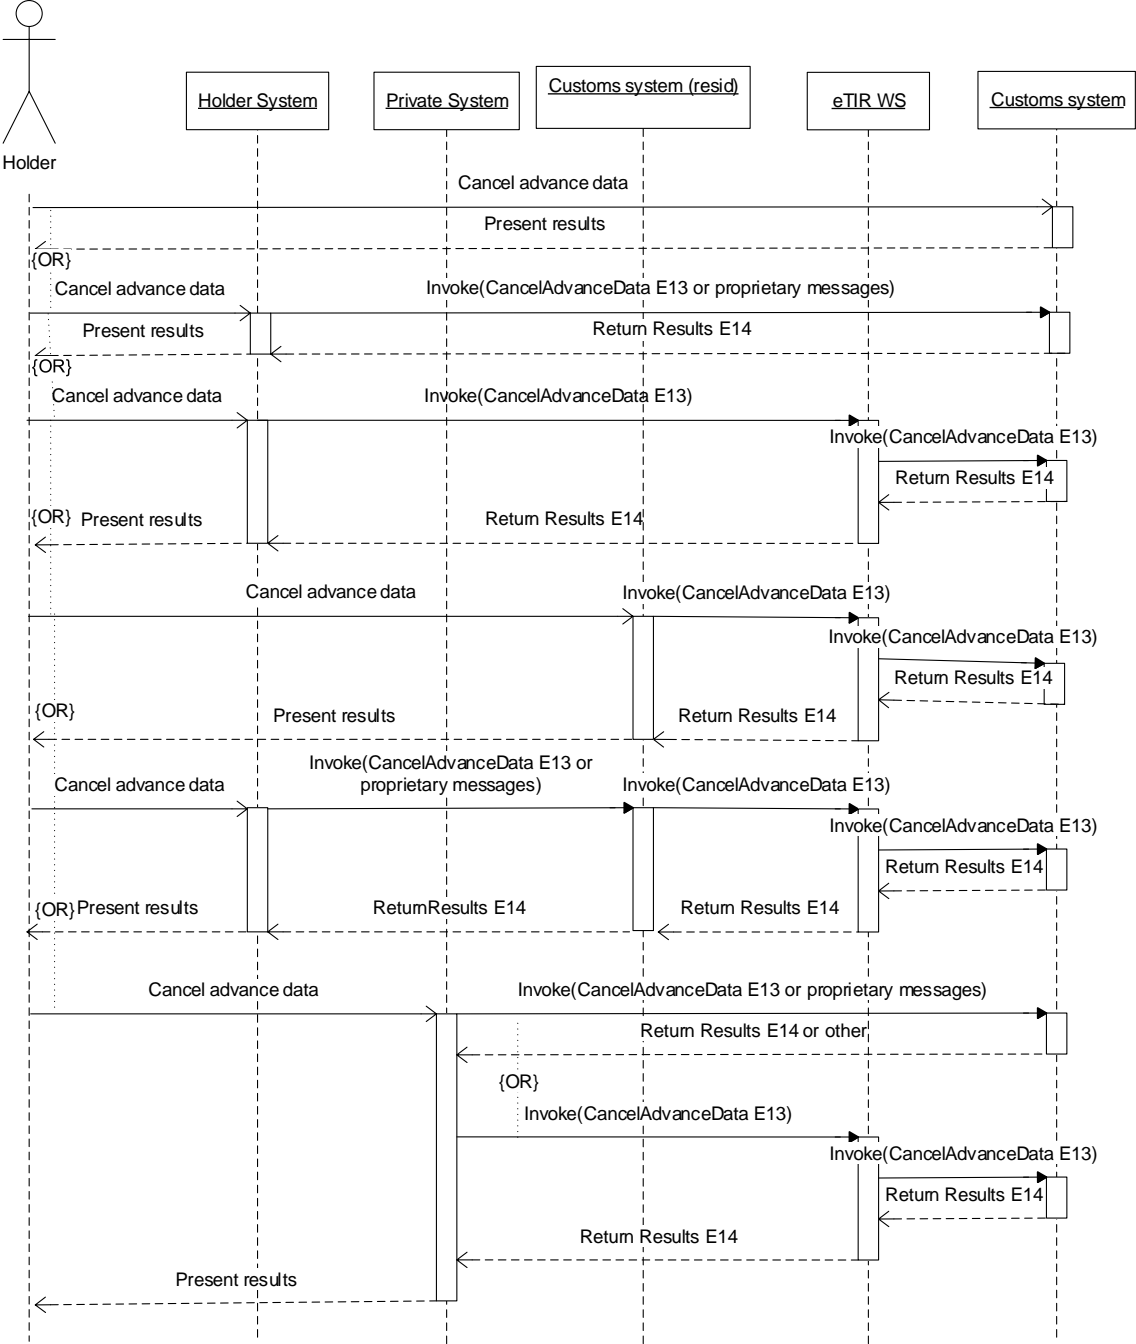 Holder System
Private System
Customs system (resid)
eTIR WS
Customs system
Holder
Cancel advance data
Present results
{OR}
Cancel advance data
Invoke(CancelAdvanceData E13 or proprietary messages)
Present results
Return Results E14
{OR}
Cancel advance data
Invoke(CancelAdvanceData E13)
Invoke(CancelAdvanceData E13)
Return Results E14
{OR}
Present results
Return Results E14
Cancel advance data
Invoke(CancelAdvanceData E13)
Invoke(CancelAdvanceData E13)
Return Results E14
{OR}
Present results
Return Results E14
Cancel advance data
Invoke(CancelAdvanceData E13 or
proprietary messages)
Invoke(CancelAdvanceData E13)
Invoke(CancelAdvanceData E13)
Return Results E14
{OR}
Present results
ReturnResults E14
Return Results E14
Cancel advance data
Invoke(CancelAdvanceData E13 or proprietary messages)
Return Results E14 or other
{OR}
Invoke(CancelAdvanceData E13)
Invoke(CancelAdvanceData E13)
Return Results E14
Return Results E14
Present results